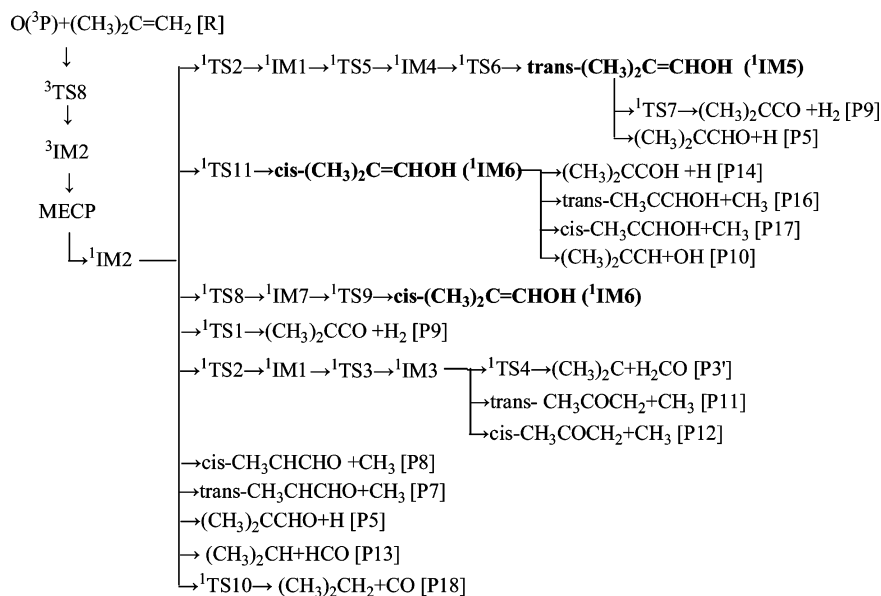 O(³P)+(CH₃)₂C=CH₂ [R]
↓
³TS8
↓
³IM2
↓
MECP
→¹IM2
→¹TS2→¹IM1→¹TS5→¹IM4→¹TS6→ trans-(CH₃)₂C=CHOH (¹IM5)
→¹TS7→(CH₃)₂CCO +H₂ [P9]
→(CH₃)₂CCHO+H [P5]
→¹TS11→cis-(CH₃)₂C=CHOH (¹IM6)
→(CH₃)₂CCOH +H [P14]
→trans-CH₃CCHOH+CH₃ [P16]
→cis-CH₃CCHOH+CH₃ [P17]
→(CH₃)₂CCH+OH [P10]
→¹TS8→¹IM7→¹TS9→cis-(CH₃)₂C=CHOH (¹IM6)
→¹TS1→(CH₃)₂CCO +H₂ [P9]
→¹TS2→¹IM1→¹TS3→¹IM3
→¹TS4→(CH₃)₂C+H₂CO [P3']
→trans- CH₃COCH₂+CH₃ [P11]
→cis-CH₃COCH₂+CH₃ [P12]
→cis-CH₃CHCHO +CH₃ [P8]
→trans-CH₃CHCHO+CH₃ [P7]
→(CH₃)₂CCHO+H [P5]
→ (CH₃)₂CH+HCO [P13]
→¹TS10→ (CH₃)₂CH₂+CO [P18]